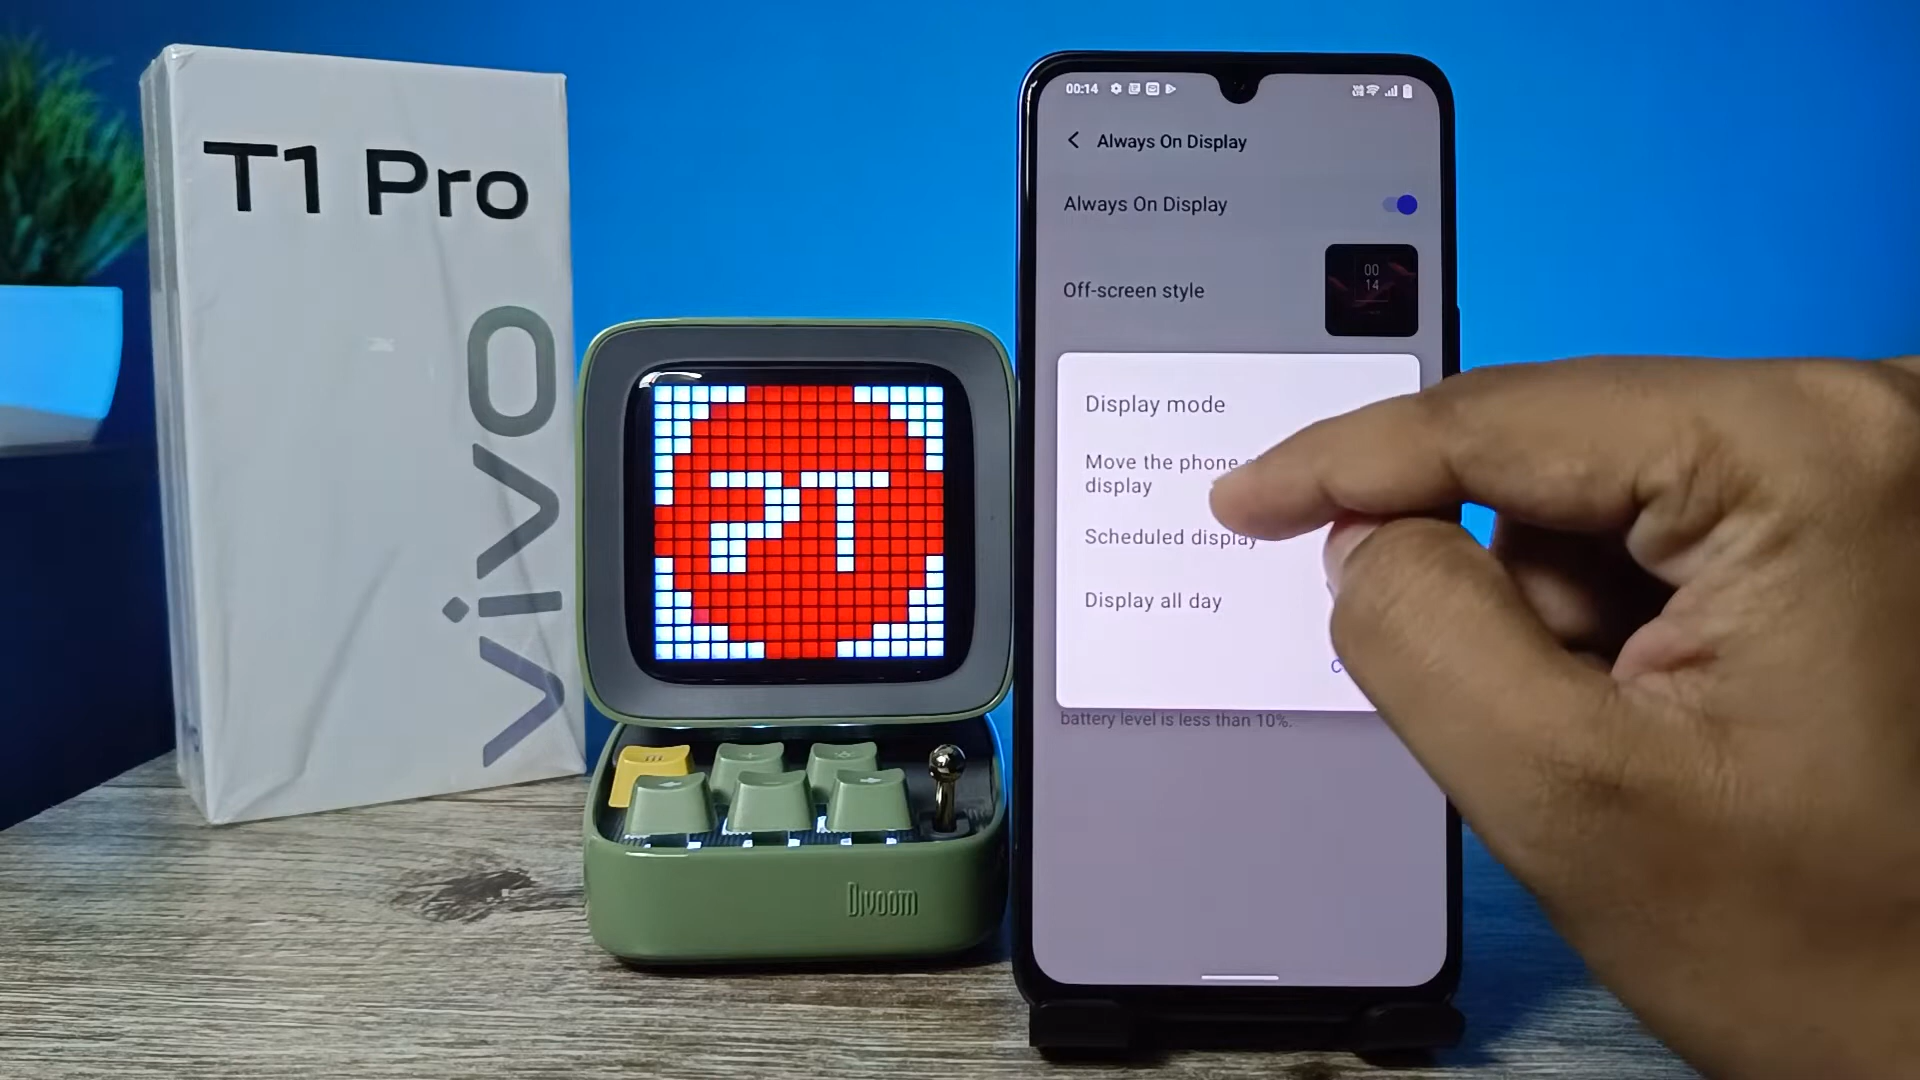 T1 Pro
vivo
PT
Divoom
00:14
Always On Display
Always On Display
Off-screen style
00
14
Display mode
Move the phone
display
Scheduled display
Display all day
battery level is less than 10%.